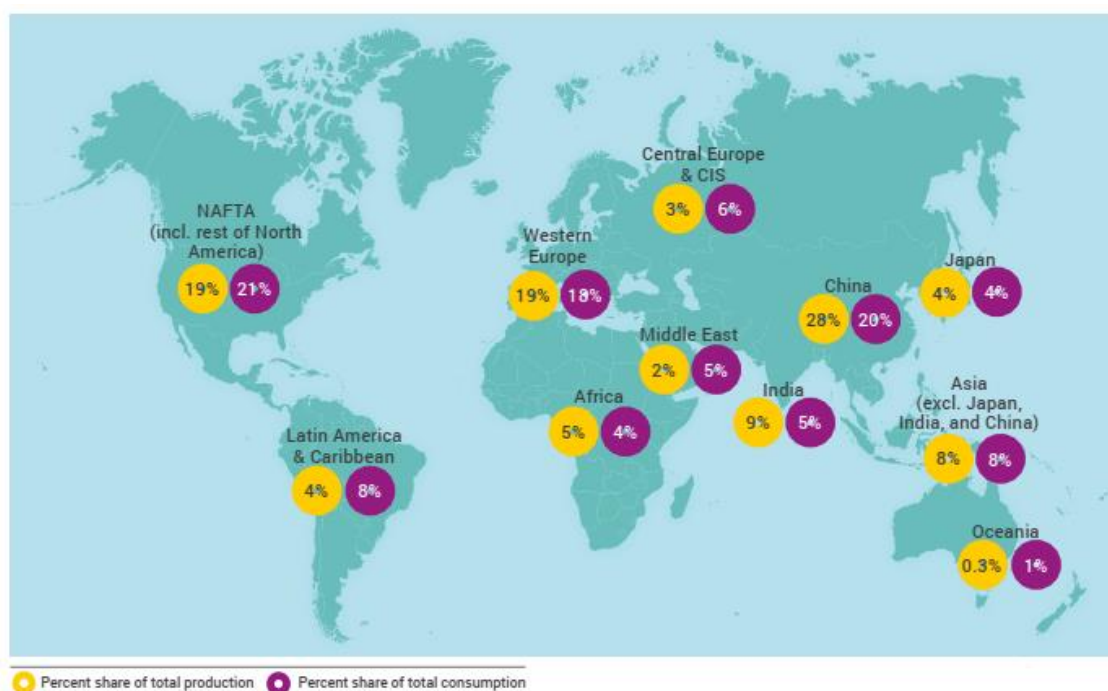 Central Europe
& CIS
3% 6%
NAFTA
(incl. rest of North
America)
19% 21%
Western
Europe
19% 18%
Japan
4% 4%
China
28% 20%
Middle East
2% 5%
India
9% 5%
Africa
5% 4%
Asia
(excl. Japan,
India, and China)
8% 8%
Latin America
& Caribbean
4% 8%
Oceania
0.3% 1%
Percent share of total production Percent share of total consumption